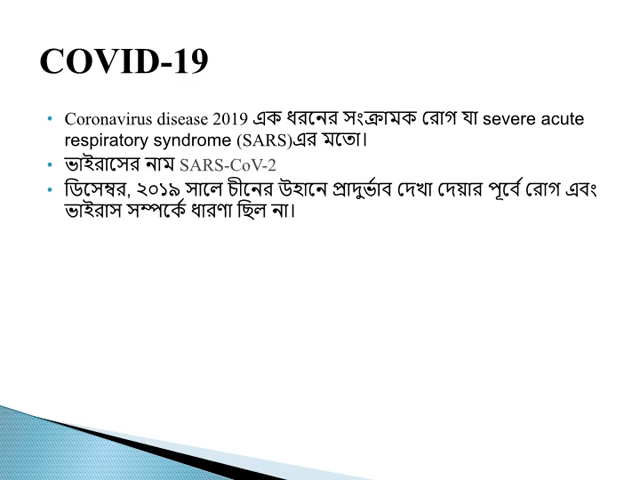 COVID-19
• Coronavirus disease 2019 এক ধরনের সংক্রামক রোগ যা severe acute
respiratory syndrome (SARS)এর মতো।
• ভাইরাসের নাম SARS-CoV-2
• ডিসেম্বর, ২০১৯ সালে চীনের উহানে প্রাদুর্ভাব দেখা দেয়ার পূর্বে রোগ এবং
ভাইরাস সম্পর্কে ধারণা ছিল না।